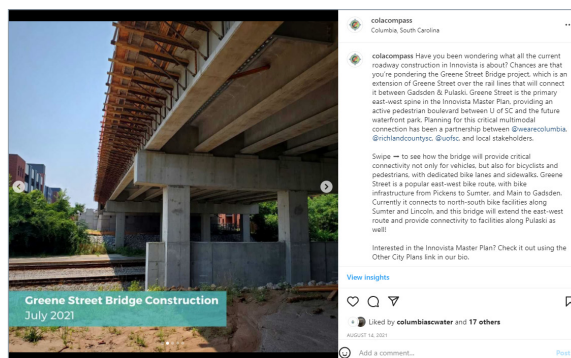 Greene Street Bridge Construction
July 2021
colacompass
Columbia, South Carolina
colacompass Have you been wondering what all the current
roadway construction in Innovista is about? Chances are that
you're pondering the Greene Street Bridge project, which is an
extension of Greene Street over the rail lines that will connect
it between Gadsden & Pulaski. Greene Street is the primary
east-west spine in the Innovista Master Plan, providing an
active pedestrian boulevard between U of SC and the future
waterfront park. Planning for this critical multimodal
connection has been a partnership between @wearecolumbia,
@richlandcountysc, @uofsc, and local stakeholders.
Swipe ➡ to see how the bridge will provide critical
connectivity not only for vehicles, but also for bicyclists and
pedestrians, with dedicated bike lanes and sidewalks. Greene
Street is a popular east-west bike route, with bike
infrastructure from Pickens to Sumter, and Main to Gadsden.
Currently it connects to north-south bike facilities along
Sumter and Lincoln, and this bridge will extend the east-west
route and provide connectivity to facilities along Pulaski as
well!
Interested in the Innovista Master Plan? Check it out using the
Other City Plans link in our bio.
View Insights
Liked by columbiascwater and 17 others
AUGUST 14, 2021
Add a comment...
Post